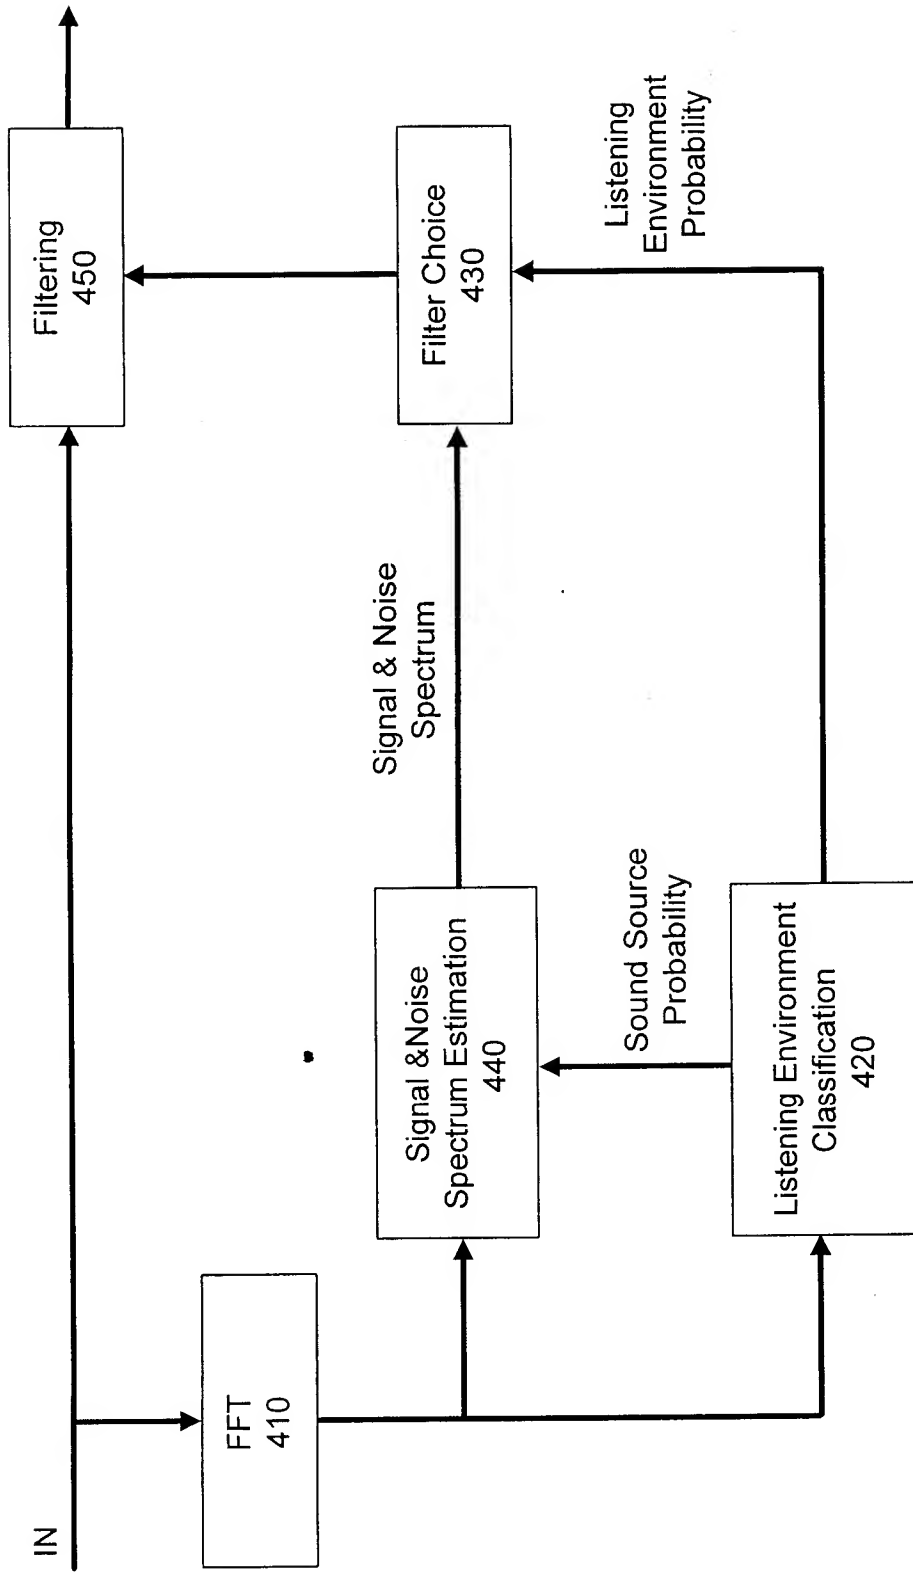 IN
FFT
410
Filtering
450
Signal &Noise
Spectrum Estimation
440
Signal & Noise
Spectrum
Filter Choice
430
Sound Source
Probability
Listening Environment
Classification
420
Listening
Environment
Probability